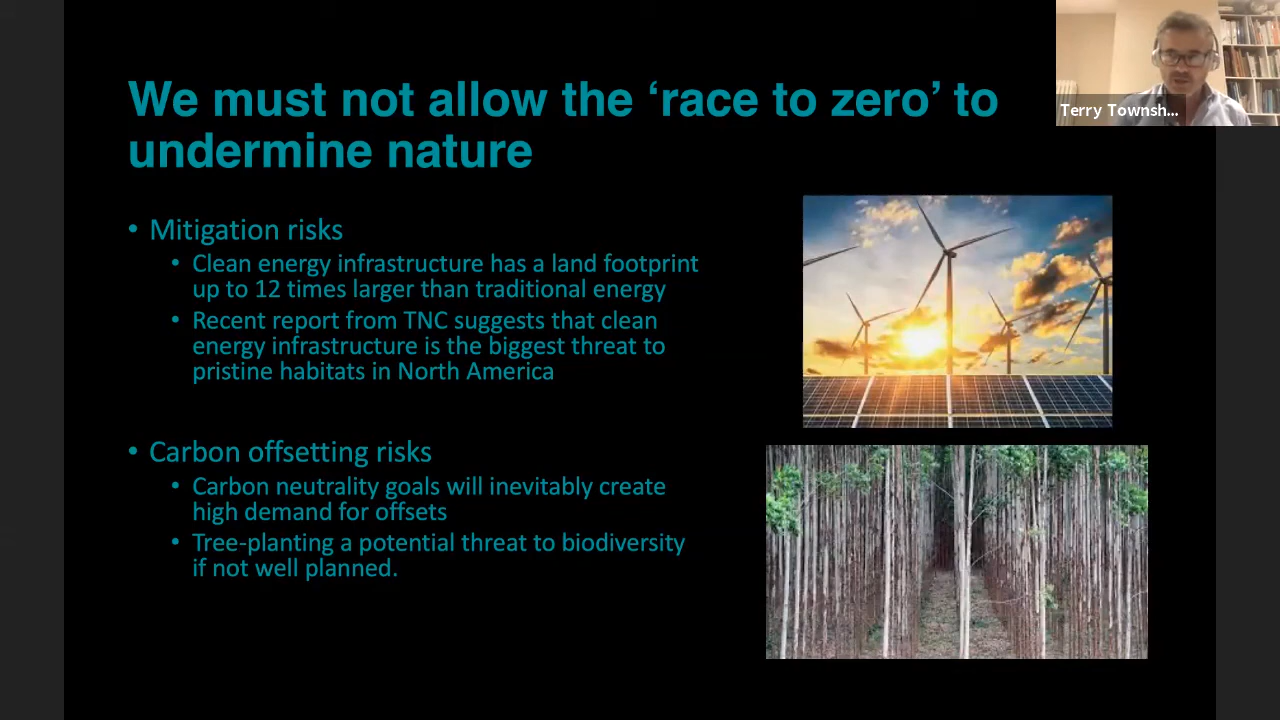 We must not allow the ‘race to zero’ to
undermine nature
Terry Townsh...
• Mitigation risks
• Clean energy infrastructure has a land footprint
up to 12 times larger than traditional energy
• Recent report from TNC suggests that clean
energy infrastructure is the biggest threat to
pristine habitats in North America
• Carbon offsetting risks
• Carbon neutrality goals will inevitably create
high demand for offsets
• Tree-planting a potential threat to biodiversity
if not well planned.